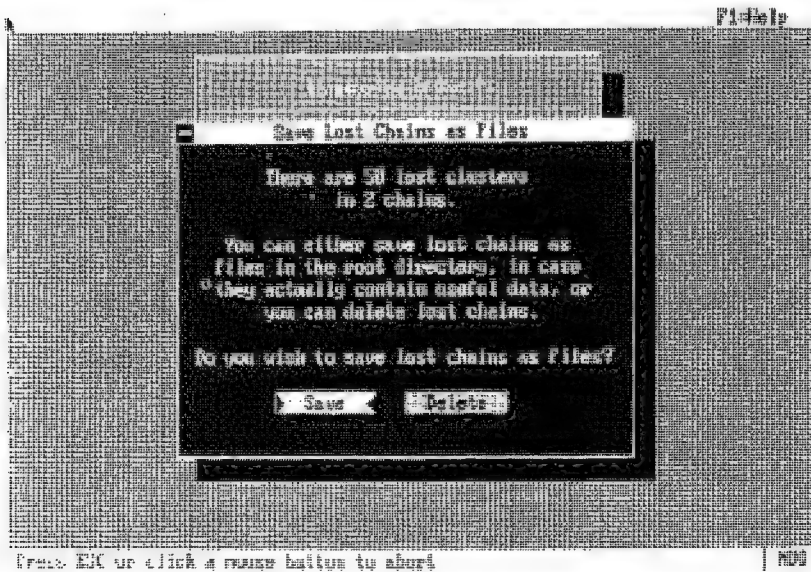 F1=Help
Save Lost Chains as Files
There are 50 lost clusters
in 2 chains.
You can either save lost chains as
files in the root directory, in case
they actually contain useful data, or
you can delete lost chains.
Do you wish to save lost chains as files?
Save
Delete
Press ESC or click a mouse button to abort